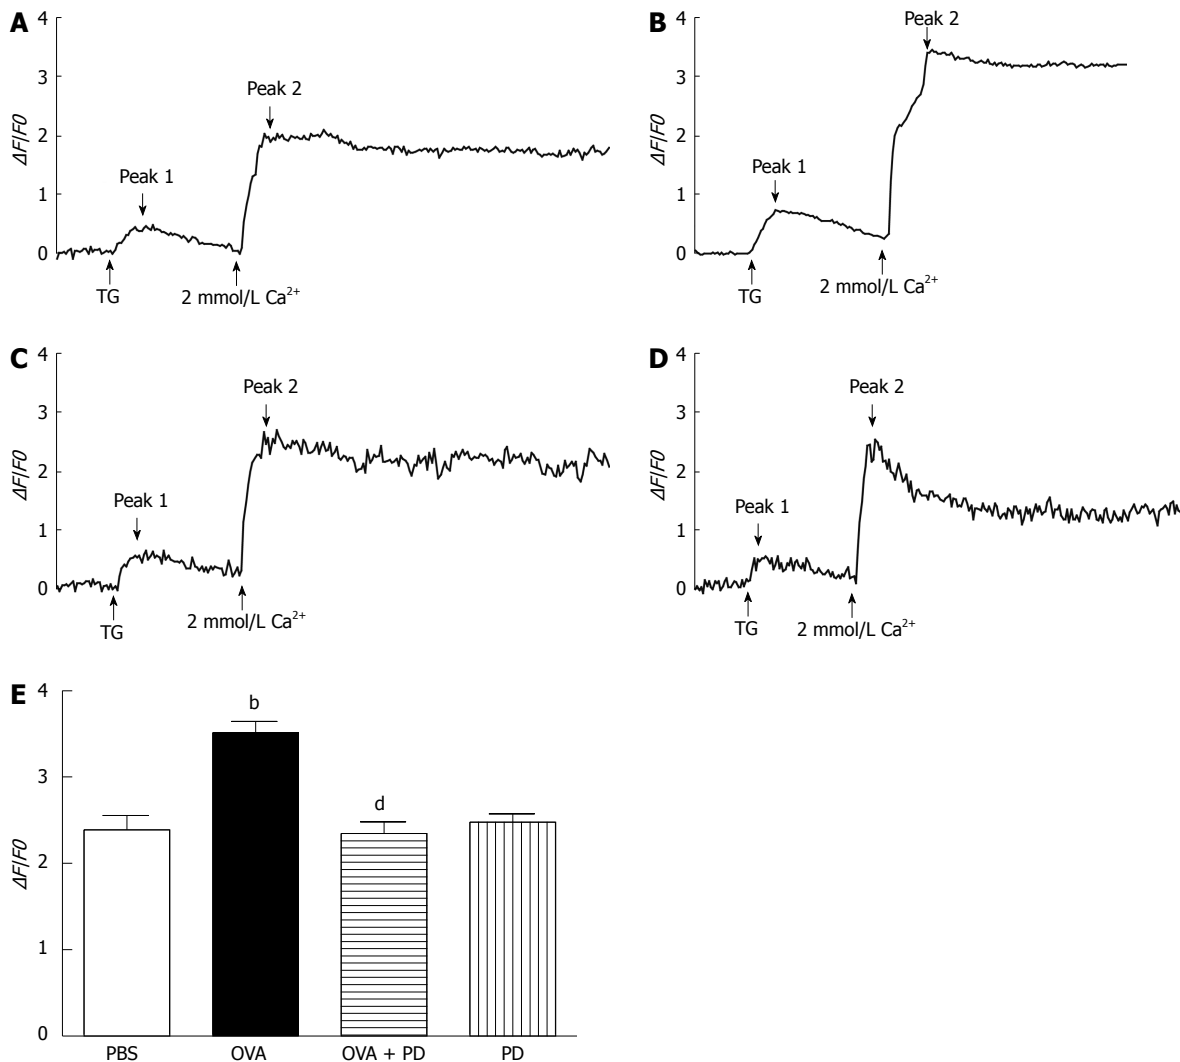 A
4
3
2
1
0
ΔF/F0
Peak 1
Peak 2
TG
2 mmol/L Ca²⁺
B
4
3
2
1
0
ΔF/F0
Peak 1
Peak 2
TG
2 mmol/L Ca²⁺
C
4
3
2
1
0
ΔF/F0
Peak 1
Peak 2
TG
2 mmol/L Ca²⁺
D
4
3
2
1
0
ΔF/F0
Peak 1
Peak 2
TG
2 mmol/L Ca²⁺
E
4
3
2
1
0
ΔF/F0
b
d
PBS
OVA
OVA + PD
PD